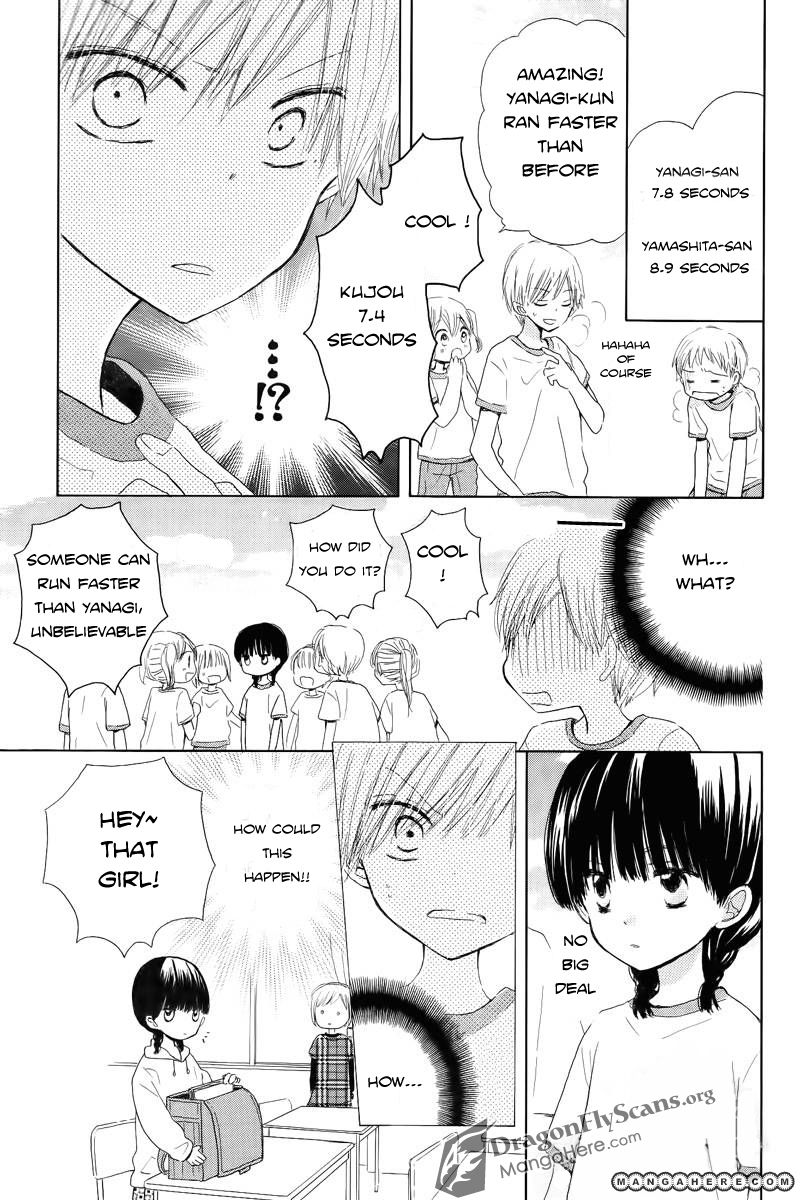 YANAGI-SAN
7.8 SECONDS
YAMASHITA-SAN
8.9 SECONDS
AMAZING!
YANAGI-KUN
RAN FASTER
THAN
BEFORE
HAHAHA
OF
COURSE
COOL !
KUJOU
7.4
SECONDS
...!?
WH...
WHAT?
COOL
!
HOW DID
YOU DO IT?
SOMEONE CAN
RUN FASTER
THAN YANAGI,
UNBELIEVABLE
NO
BIG
DEAL
HOW...
HOW COULD
THIS
HAPPEN!!
HEY~
THAT
GIRL!
DRAGONFLYSCANS.org
MangaHere.com
MANGAHERE.COM